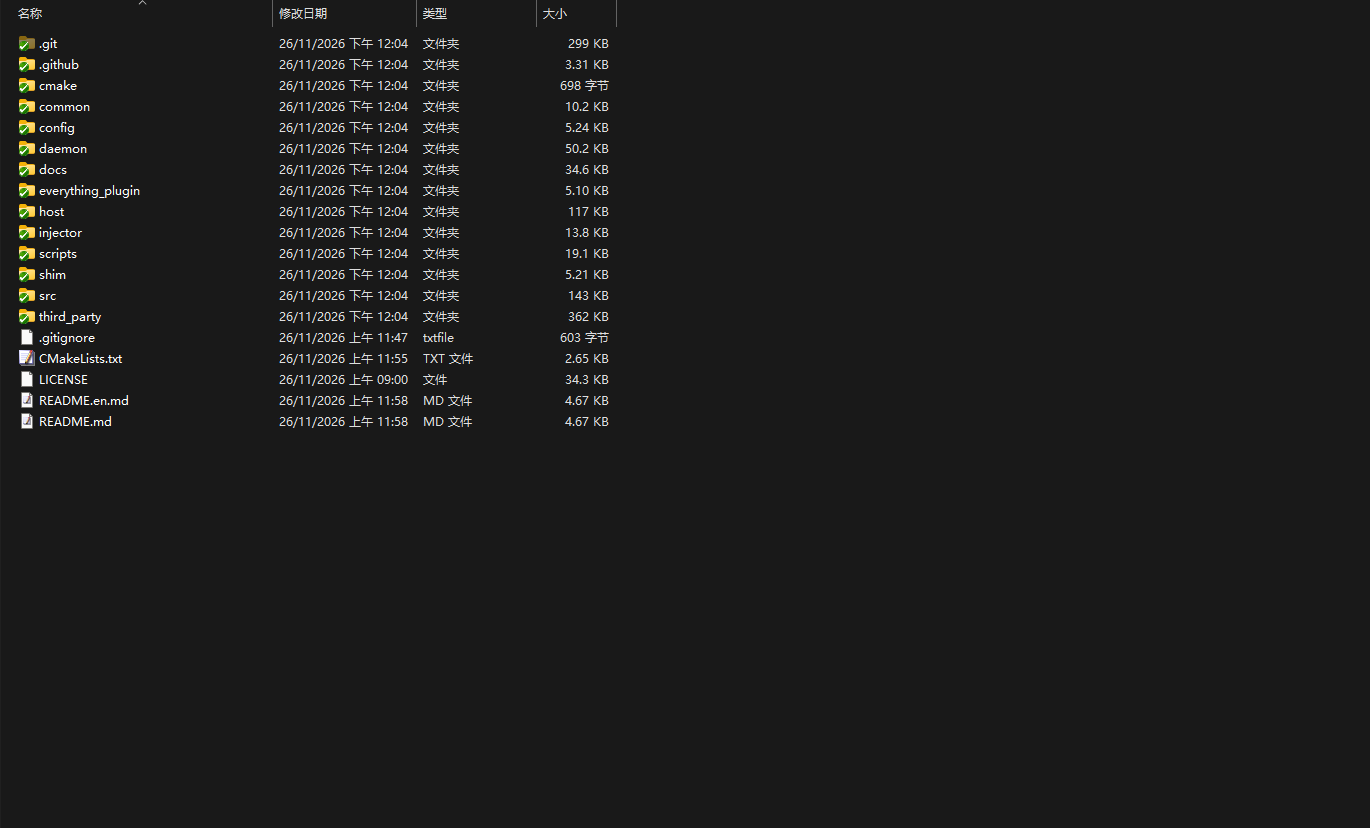 名称 修改日期 类型 大小
.git 26/11/2026 下午 12:04 文件夹 299 KB
.github 26/11/2026 下午 12:04 文件夹 3.31 KB
cmake 26/11/2026 下午 12:04 文件夹 698 字节
common 26/11/2026 下午 12:04 文件夹 10.2 KB
config 26/11/2026 下午 12:04 文件夹 5.24 KB
daemon 26/11/2026 下午 12:04 文件夹 50.2 KB
docs 26/11/2026 下午 12:04 文件夹 34.6 KB
everything_plugin 26/11/2026 下午 12:04 文件夹 5.10 KB
host 26/11/2026 下午 12:04 文件夹 117 KB
injector 26/11/2026 下午 12:04 文件夹 13.8 KB
scripts 26/11/2026 下午 12:04 文件夹 19.1 KB
shim 26/11/2026 下午 12:04 文件夹 5.21 KB
src 26/11/2026 下午 12:04 文件夹 143 KB
third_party 26/11/2026 下午 12:04 文件夹 362 KB
.gitignore 26/11/2026 上午 11:47 txtfile 603 字节
CMakeLists.txt 26/11/2026 上午 11:55 TXT 文件 2.65 KB
LICENSE 26/11/2026 上午 09:00 文件 34.3 KB
README.en.md 26/11/2026 上午 11:58 MD 文件 4.67 KB
README.md 26/11/2026 上午 11:58 MD 文件 4.67 KB